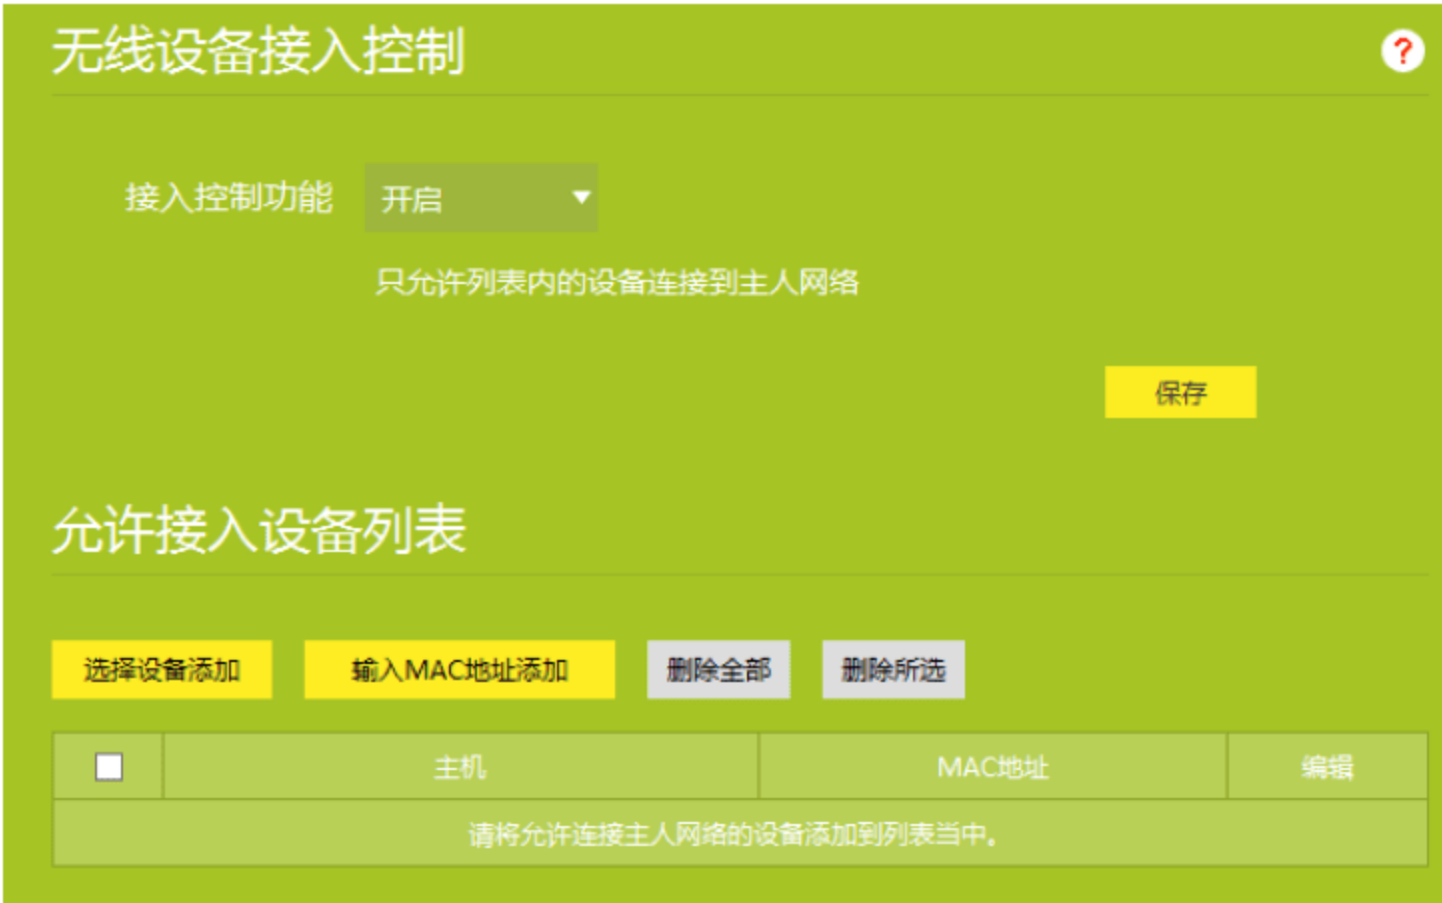 无线设备接入控制
?
接入控制功能 开启
只允许列表内的设备连接到主人网络
保存
允许接入设备列表
选择设备添加 输入MAC地址添加 删除全部 删除所选
主机 MAC地址 编辑
请将允许连接主人网络的设备添加到列表当中。